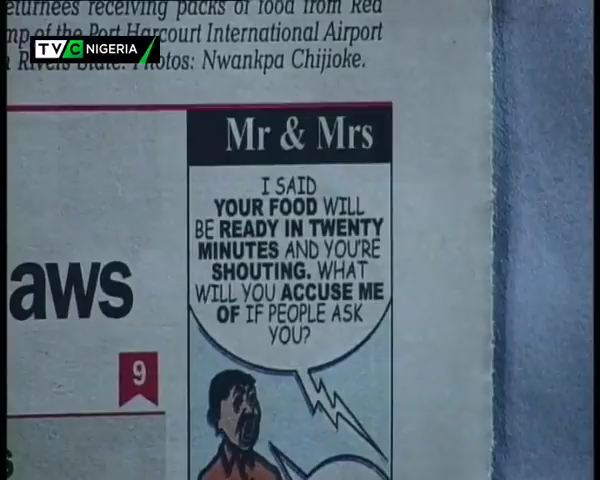 eturnees receiving packs of food from Red
mp of the Port Harcourt International Airport
TVC NIGERIA
Rivers State. Photos: Nwankpa Chijioke.
Mr & Mrs
I SAID
YOUR FOOD WILL
BE READY IN TWENTY
MINUTES AND YOU'RE
SHOUTING. WHAT
WILL YOU ACCUSE ME
OF IF PEOPLE ASK
YOU?
aws
9